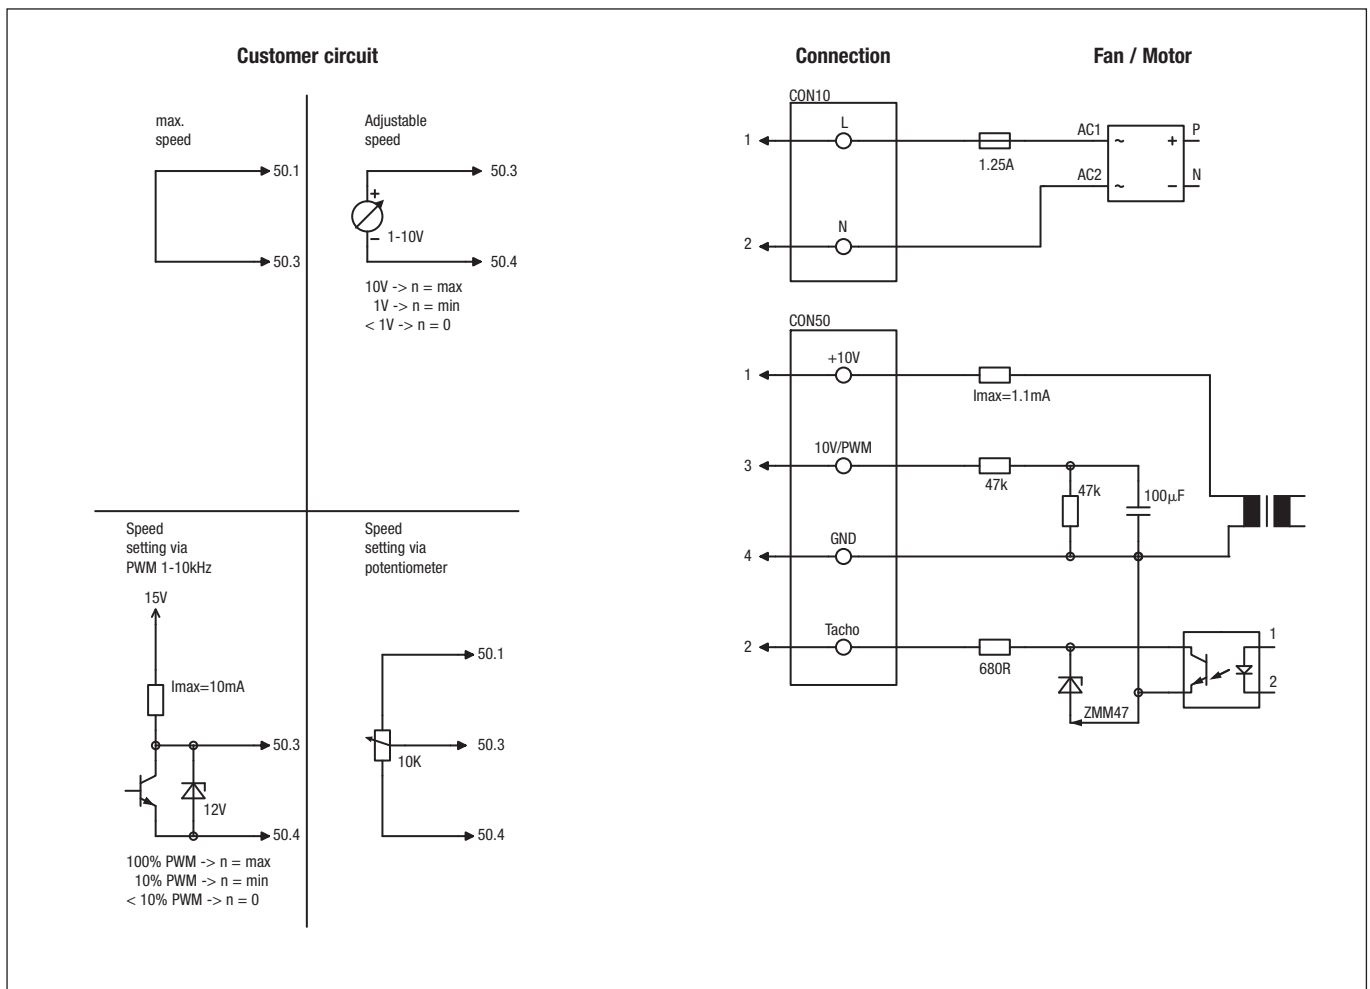 Customer circuit
Connection
Fan / Motor
max.
speed
50.1
50.3
Adjustable
speed
50.3
+
1-10V
–
50.4
10V -> n = max
1V -> n = min
< 1V -> n = 0
Speed
setting via
PWM 1-10kHz
15V
Imax=10mA
50.3
12V
50.4
100% PWM -> n = max
10% PWM -> n = min
< 10% PWM -> n = 0
Speed
setting via
potentiometer
50.1
50.3
10K
50.4
CON10
1
L
1.25A
AC1
~
+
P
AC2
~
–
N
2
N
CON50
1
+10V
Imax=1.1mA
3
10V/PWM
47k
47k
100µF
4
GND
2
Tacho
680R
ZMM47
1
2